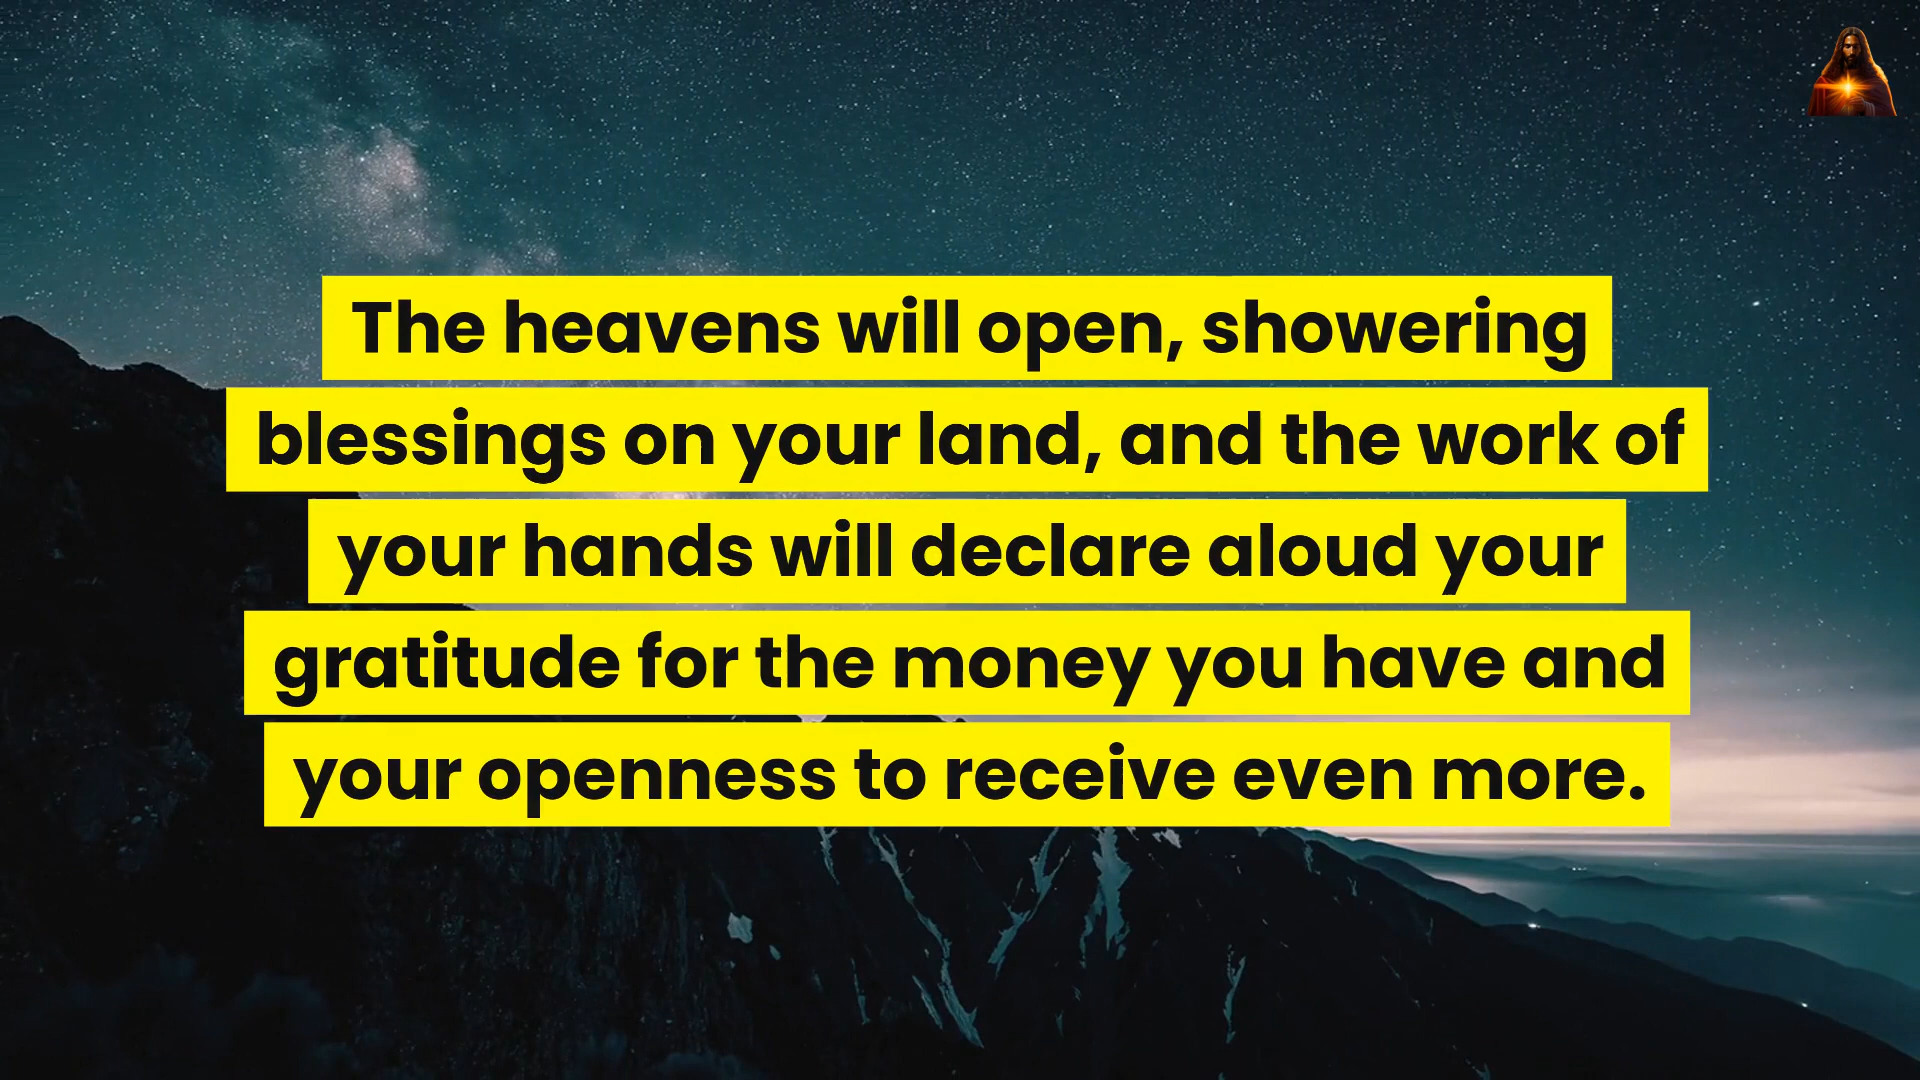 The heavens will open, showering
blessings on your land, and the work of
your hands will declare aloud your
gratitude for the money you have and
your openness to receive even more.